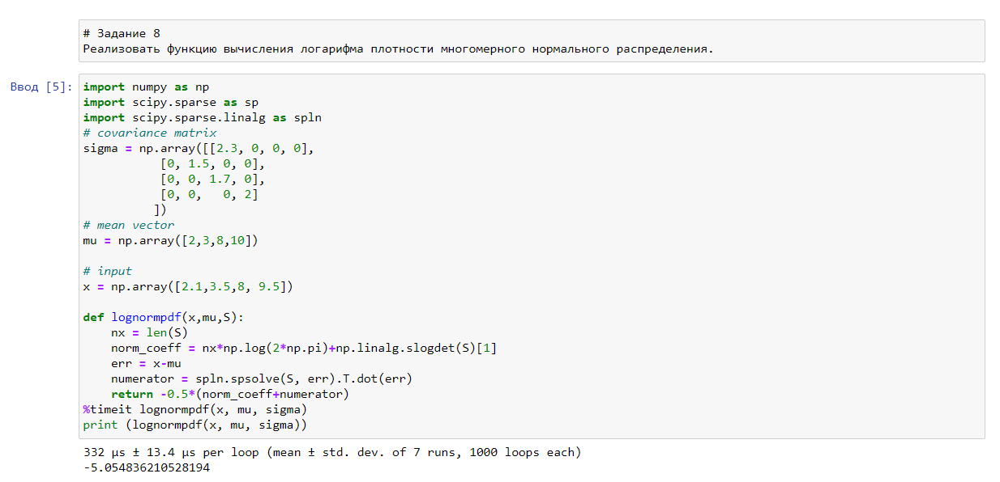 # Задание 8
Реализовать функцию вычисления логарифма плотности многомерного нормального распределения.
Ввод [5]:
import numpy as np
import scipy.sparse as sp
import scipy.sparse.linalg as spln
# covariance matrix
sigma = np.array([[2.3, 0, 0, 0],
           [0, 1.5, 0, 0],
           [0, 0, 1.7, 0],
           [0, 0,   0, 2]
          ])
# mean vector
mu = np.array([2,3,8,10])
# input
x = np.array([2.1,3.5,8, 9.5])
def lognormpdf(x,mu,S):
    nx = len(S)
    norm_coeff = nx*np.log(2*np.pi)+np.linalg.slogdet(S)[1]
    err = x-mu
    numerator = spln.spsolve(S, err).T.dot(err)
    return -0.5*(norm_coeff+numerator)
%timeit lognormpdf(x, mu, sigma)
print (lognormpdf(x, mu, sigma))
332 µs ± 13.4 µs per loop (mean ± std. dev. of 7 runs, 1000 loops each)
-5.054836210528194